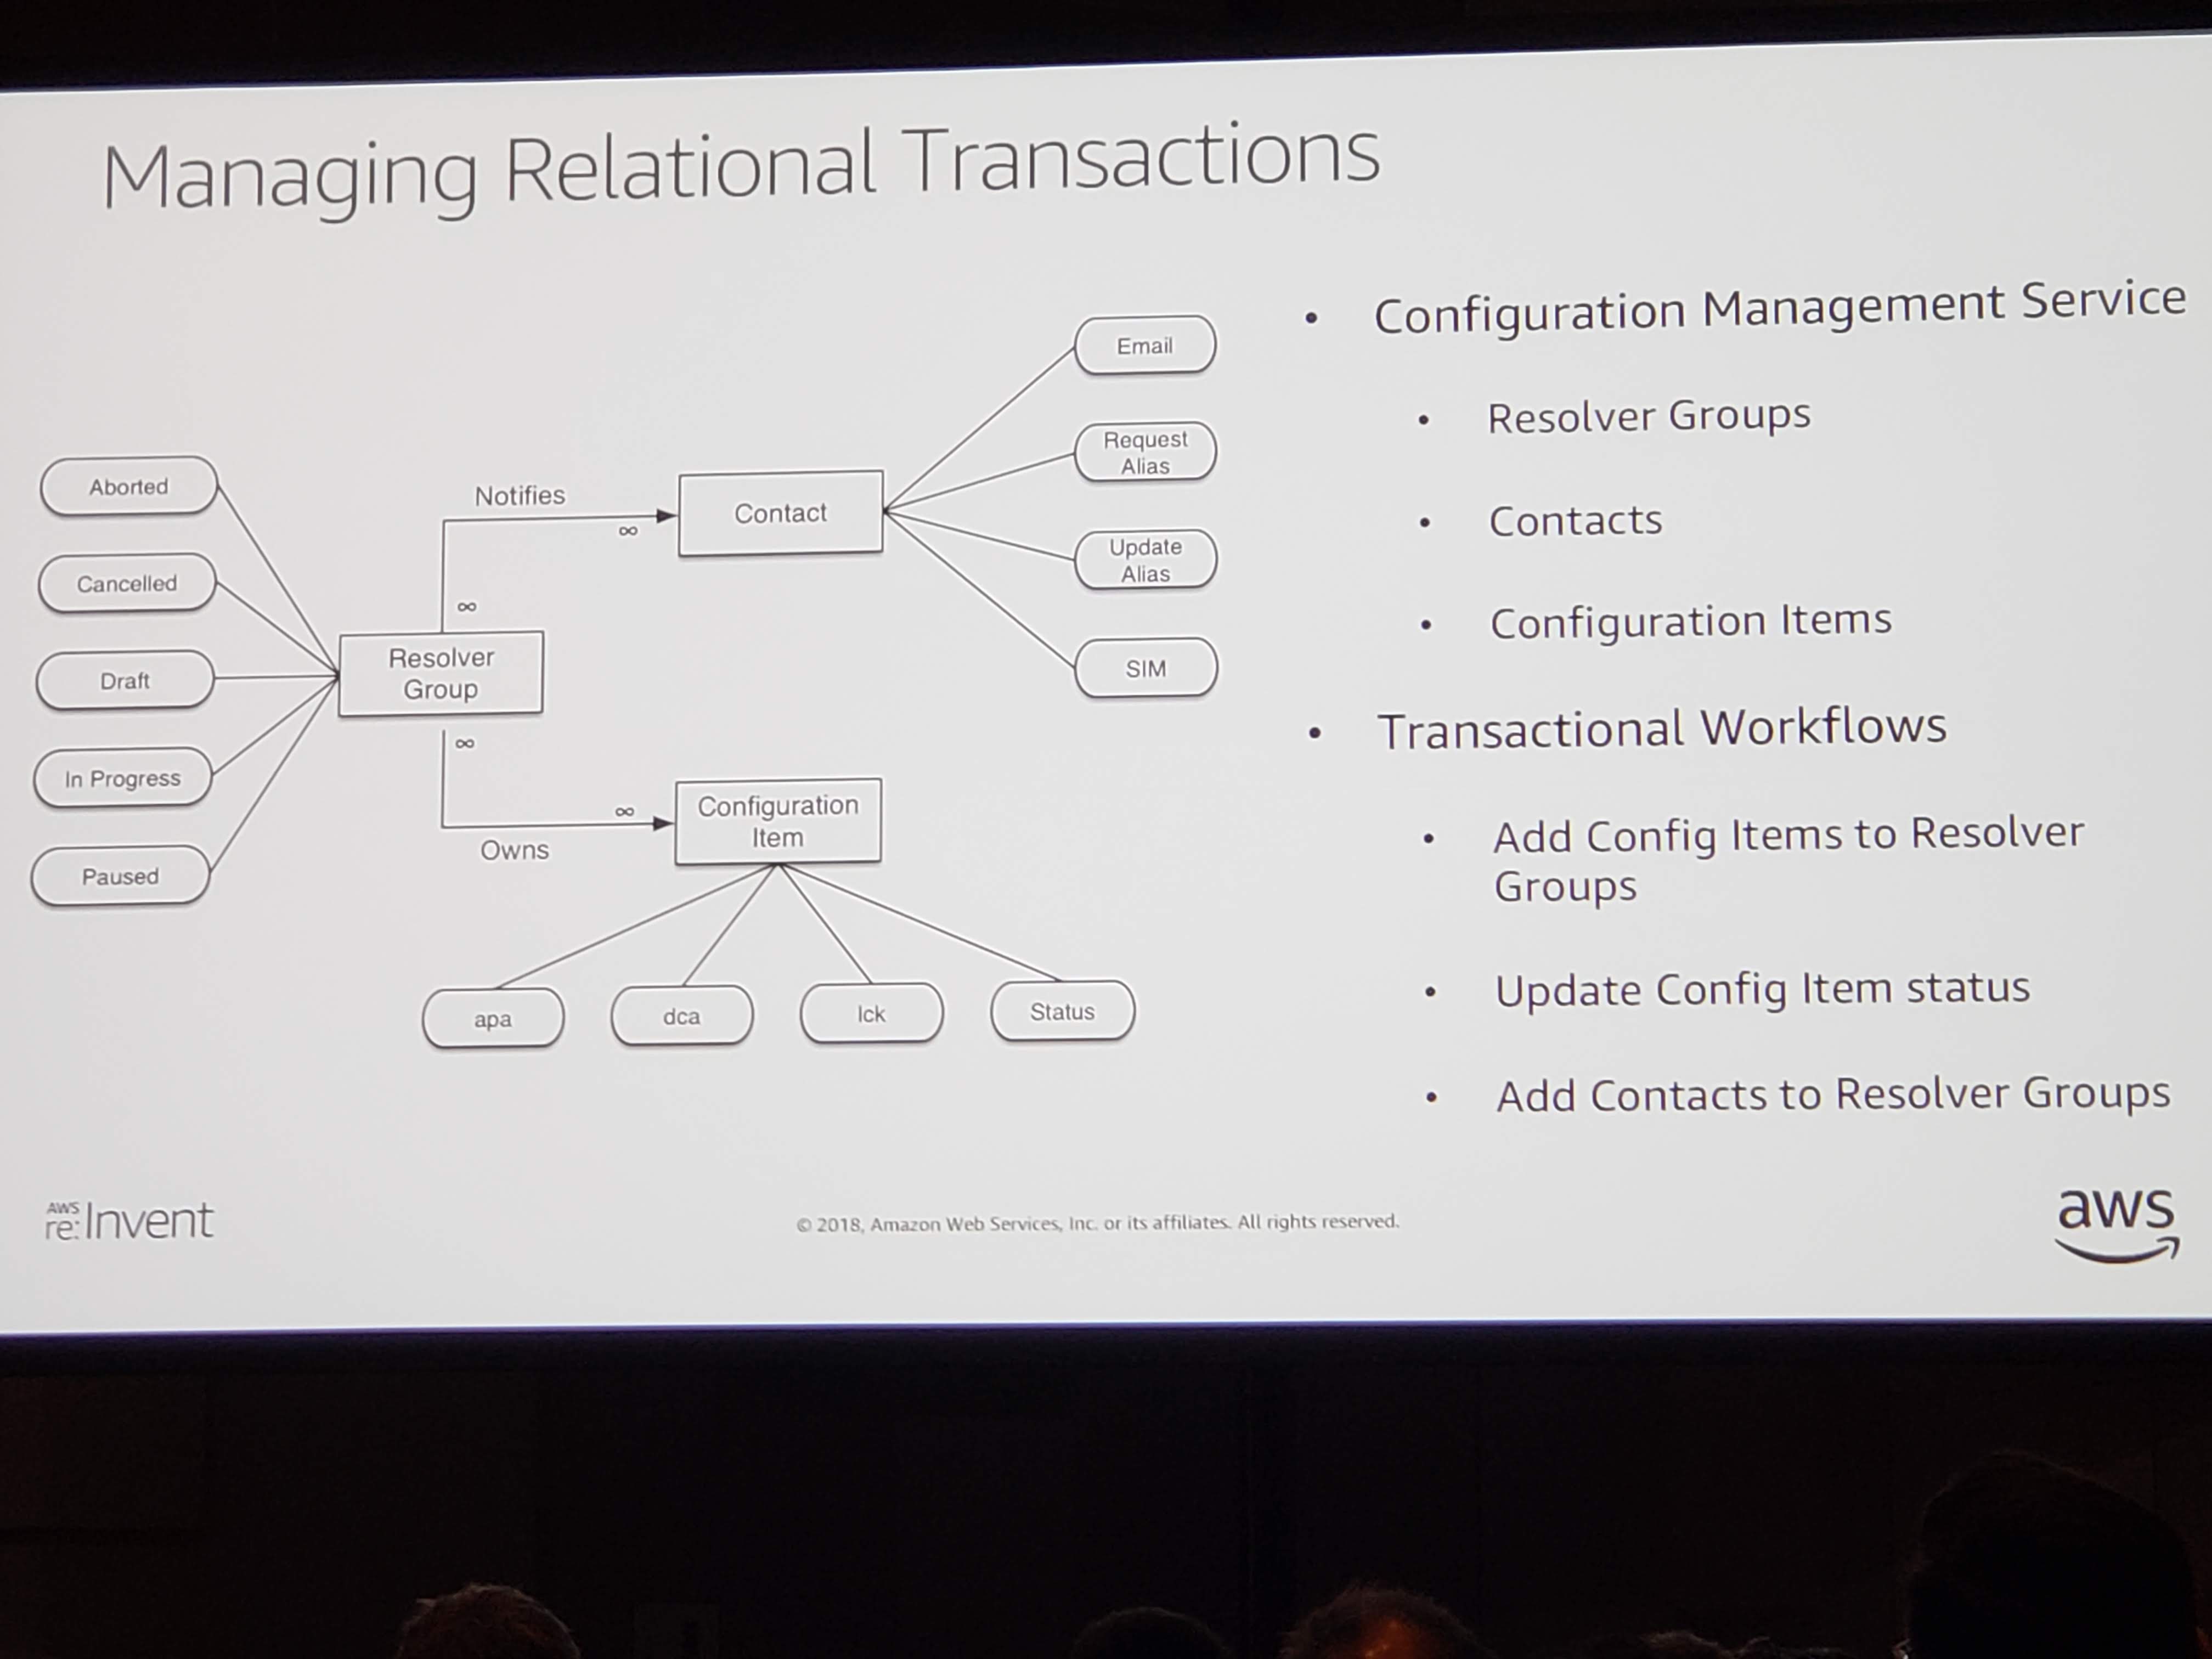 Managing Relational Transactions
Aborted
Cancelled
Draft
In Progress
Paused
Resolver
Group
Notifies
∞
∞
Contact
Email
Request
Alias
Update
Alias
SIM
∞
∞
Owns
Configuration
Item
apa
dca
lck
Status
• Configuration Management Service
• Resolver Groups
• Contacts
• Configuration Items
• Transactional Workflows
• Add Config Items to Resolver
Groups
• Update Config Item status
• Add Contacts to Resolver Groups
AWS
re:Invent
© 2018, Amazon Web Services, Inc. or its affiliates. All rights reserved.
aws